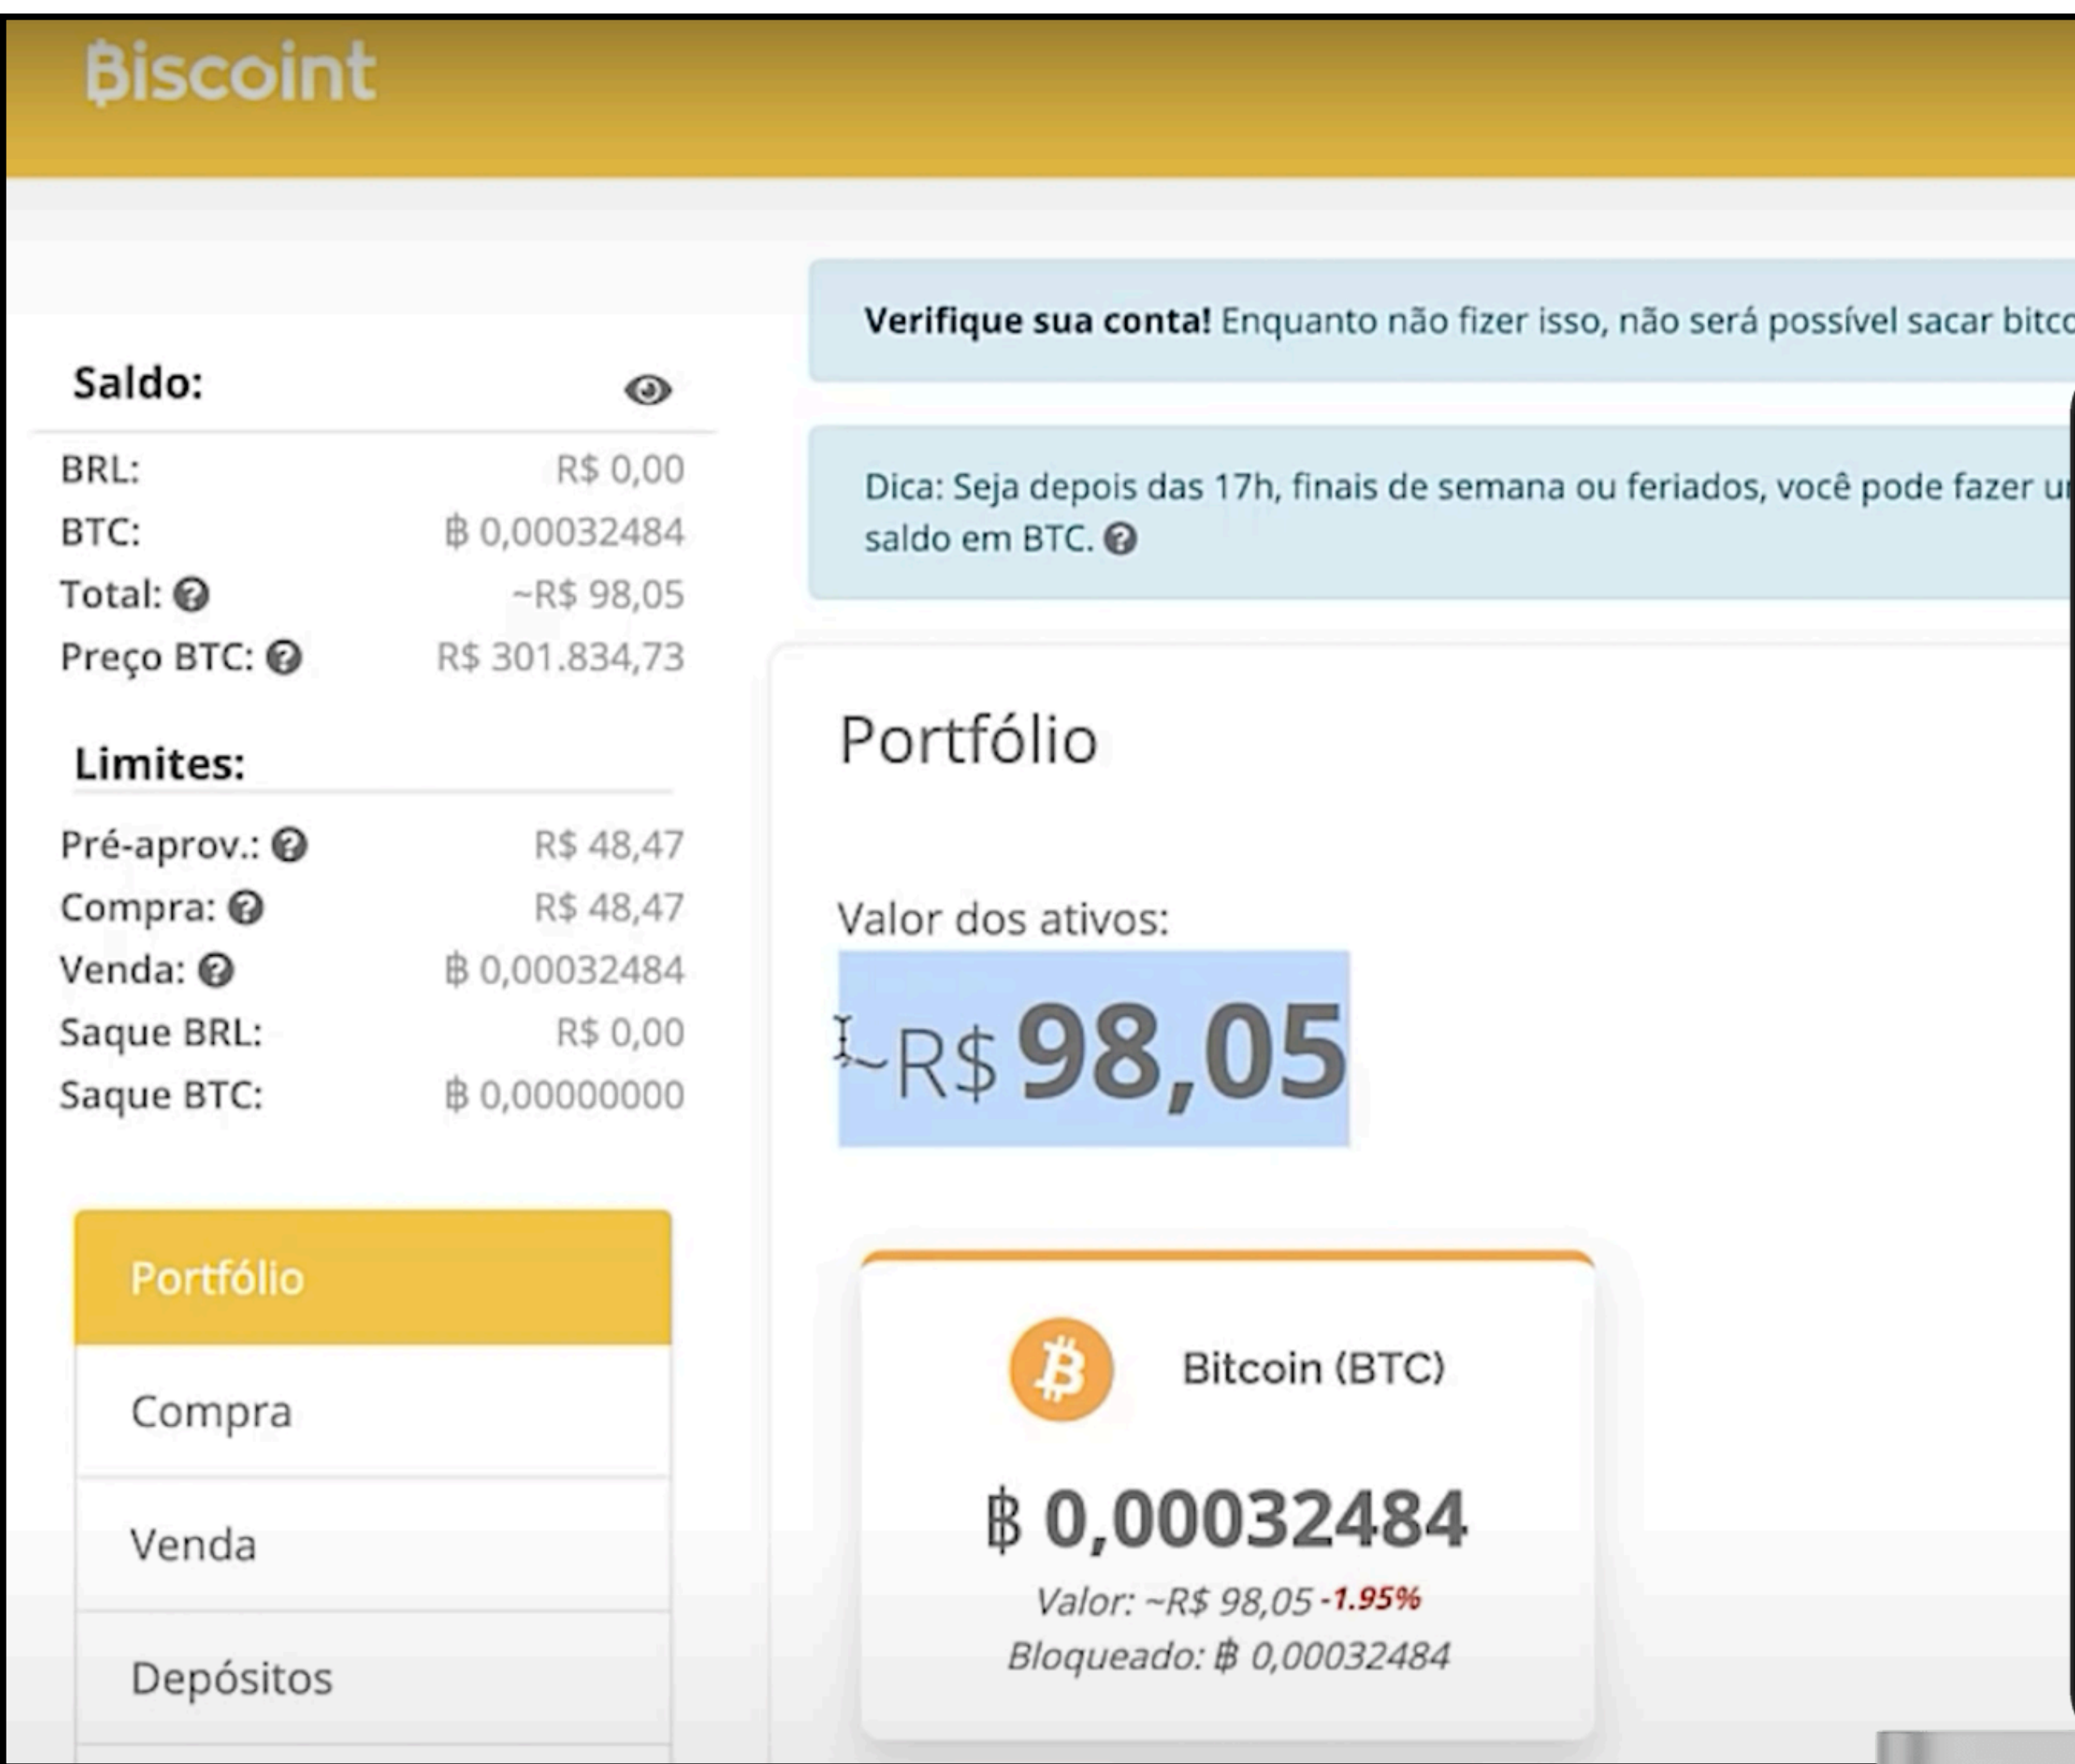 Biscoint
Verifique sua conta! Enquanto não fizer isso, não será possível sacar
Dica: Seja depois das 17h, finais de semana ou feriados, você pode fazer
saldo em BTC.
Saldo:
BRL: R$ 0,00
BTC: ฿ 0,00032484
Total: ~R$ 98,05
Preço BTC: R$ 301.834,73
Limites:
Pré-aprov.: R$ 48,47
Compra: R$ 48,47
Venda: ฿ 0,00032484
Saque BRL: R$ 0,00
Saque BTC: ฿ 0,00000000
Portfólio
Compra
Venda
Depósitos
Portfólio
Valor dos ativos:
~R$ 98,05
Bitcoin (BTC)
฿ 0,00032484
Valor: ~R$ 98,05 -1.95%
Bloqueado: ฿ 0,00032484